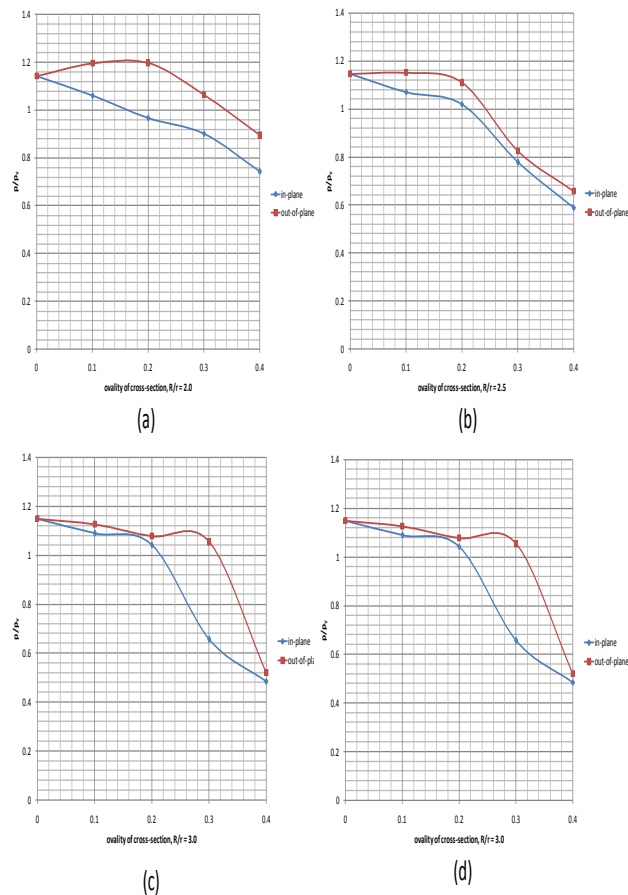 1.4
1.2
1
0.8
0.6
0.4
0.2
0
p/pᵧ
0 0.1 0.2 0.3 0.4
in-plane
out-of-plane
ovality of cross-section, R/r = 2.0
(a)
1.4
1.2
1
0.8
0.6
0.4
0.2
0
p/pᵧ
0 0.1 0.2 0.3 0.4
in-plane
out-of-plane
ovality of cross-section, R/r = 2.5
(b)
1.4
1.2
1
0.8
0.6
0.4
0.2
0
p/pᵧ
0 0.1 0.2 0.3 0.4
in-plane
out-of-pla
ovality of cross-section, R/r = 3.0
(c)
1.4
1.2
1
0.8
0.6
0.4
0.2
0
p/pᵧ
0 0.1 0.2 0.3 0.4
in-plane
out-of-plane
ovality of cross-section, R/r = 3.0
(d)